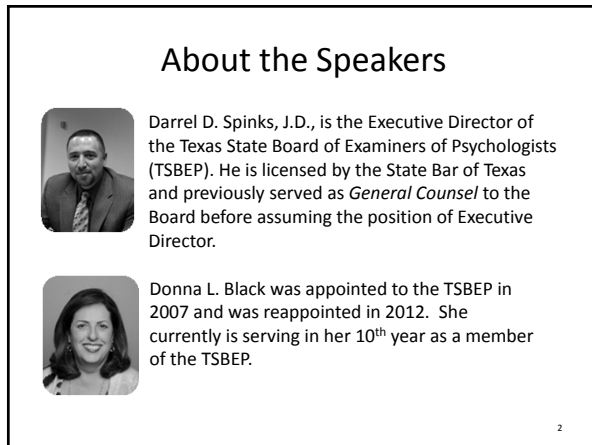 About the Speakers
Darrel D. Spinks, J.D., is the Executive Director of
the Texas State Board of Examiners of Psychologists
(TSBEP). He is licensed by the State Bar of Texas
and previously served as General Counsel to the
Board before assuming the position of Executive
Director.
Donna L. Black was appointed to the TSBEP in
2007 and was reappointed in 2012.  She
currently is serving in her 10th year as a member
of the TSBEP.
2